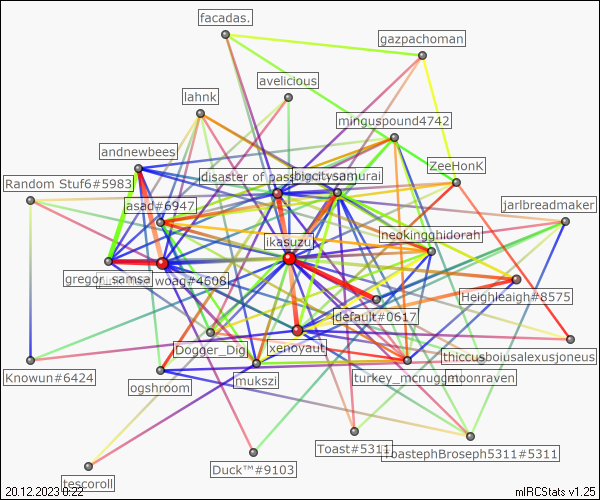 facadas.
gazpachoman
avelicious
lahnk
minguspound4742
andnewbees
ZeeHonK
Random Stuf6#5983
disaster of pas
bigcitysamurai
asad#6947
jarlbreadmaker
ikasuzu
neokingghidorah
gregor_samsa
woag#4608
Heighleaigh#8575
default#0617
Dogger_Dig
xenoyaut
thiccusboiusalexusjoneus
Knowun#6424
mukszi
turkey_mcnugg
moonraven
ogshroom
Toast#5311
ToastephBroseph5311#5311
Duck™#9103
tescoroll
20.12.2023 0:22
mIRCStats v1.25